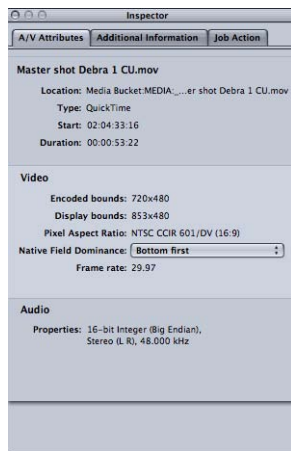 Inspector
A/V Attributes Additional Information Job Action
Master shot Debra 1 CU.mov
Location: Media Bucket:MEDIA:_...er shot Debra 1 CU.mov
Type: QuickTime
Start: 02:04:33:16
Duration: 00:00:53:22
Video
Encoded bounds: 720x480
Display bounds: 853x480
Pixel Aspect Ratio: NTSC CCIR 601/DV (16:9)
Native Field Dominance: Bottom first
Frame rate: 29.97
Audio
Properties: 16-bit Integer (Big Endian),
Stereo (L R), 48.000 kHz